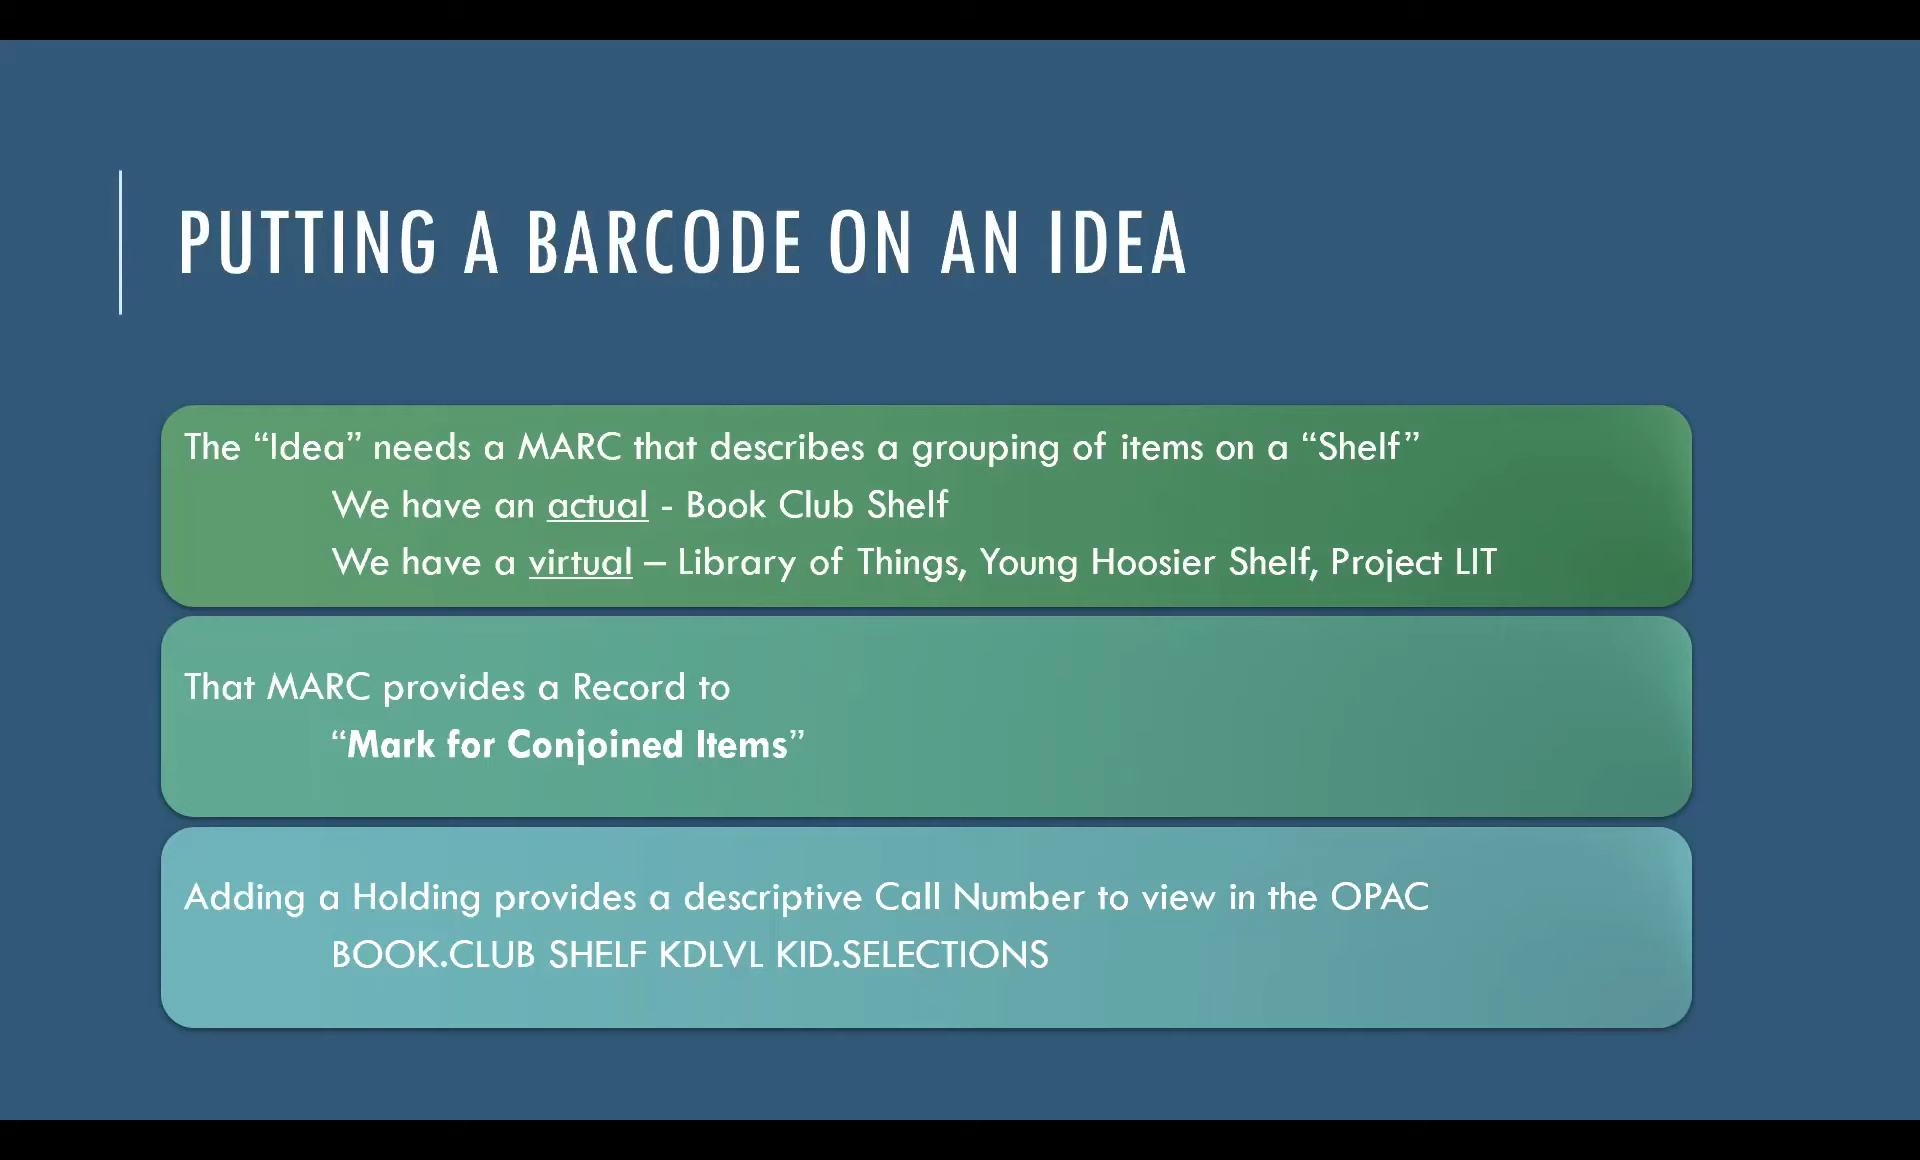 PUTTING A BARCODE ON AN IDEA
The “Idea” needs a MARC that describes a grouping of items on a “Shelf”
We have an actual - Book Club Shelf
We have a virtual – Library of Things, Young Hoosier Shelf, Project LIT
That MARC provides a Record to
“Mark for Conjoined Items”
Adding a Holding provides a descriptive Call Number to view in the OPAC
BOOK.CLUB SHELF KDLVL KID.SELECTIONS